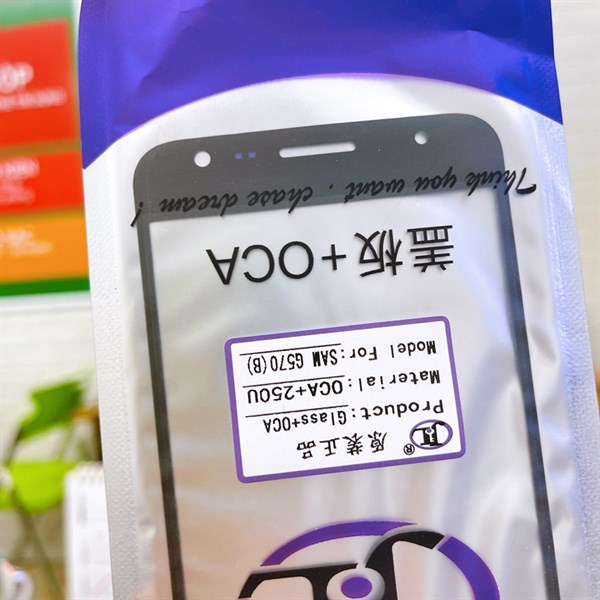 Think you want . chase dream !
盖板+OCA
JL®
原装正品
Product:Glass+OCA
Material:OCA+250U
Model For:SAM G570(B)